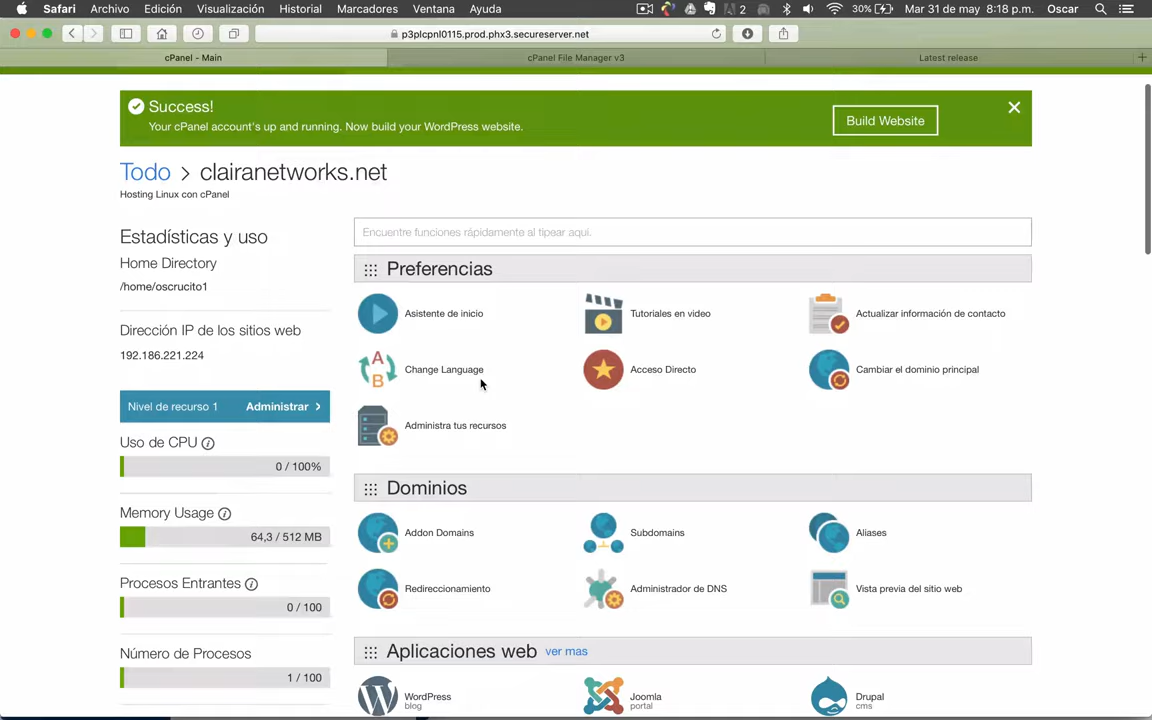 Safari Archivo Edición Visualización Historial Marcadores Ventana Ayuda 2 30% Mar 31 de may 8:18 p.m. Oscar
p3plcpnl0115.prod.phx3.secureserver.net
cPanel - Main cPanel File Manager v3 Latest release
Success!
Your cPanel account's up and running. Now build your WordPress website.
Build Website
Todo > clairanetworks.net
Hosting Linux con cPanel
Estadísticas y uso
Home Directory
/home/oscrucito1
Dirección IP de los sitios web
192.186.221.224
Nivel de recurso 1 Administrar
Uso de CPU
0 / 100%
Memory Usage
64,3 / 512 MB
Procesos Entrantes
0 / 100
Número de Procesos
1 / 100
Encuentre funciones rápidamente al tipear aquí.
Preferencias
Asistente de inicio Tutoriales en video Actualizar información de contacto
A
B
Change Language Acceso Directo Cambiar el dominio principal
Administra tus recursos
Dominios
Addon Domains Subdomains Aliases
Redireccionamiento Administrador de DNS Vista previa del sitio web
Aplicaciones web ver mas
WordPress Joomla Drupal
blog portal cms